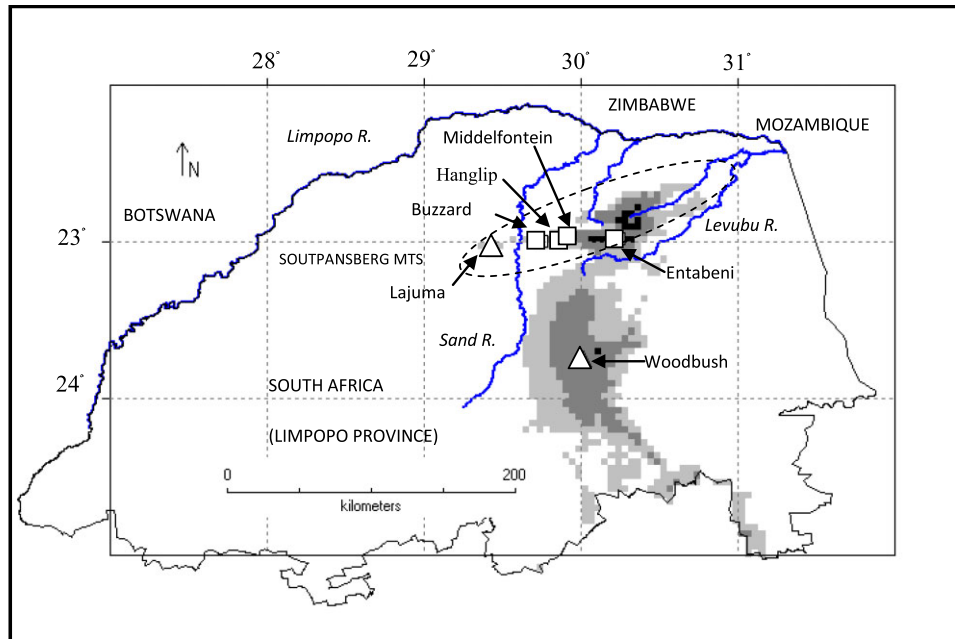 28° 29° 30° 31°
ZIMBABWE
Limpopo R.
Middelfontein
MOZAMBIQUE
N
Hanglip
BOTSWANA
Buzzard
Levubu R.
23°
SOUTPANSBERG MTS
Entabeni
Lajuma
Sand R.
Woodbush
24°
SOUTH AFRICA
(LIMPOPO PROVINCE)
0 200
kilometers